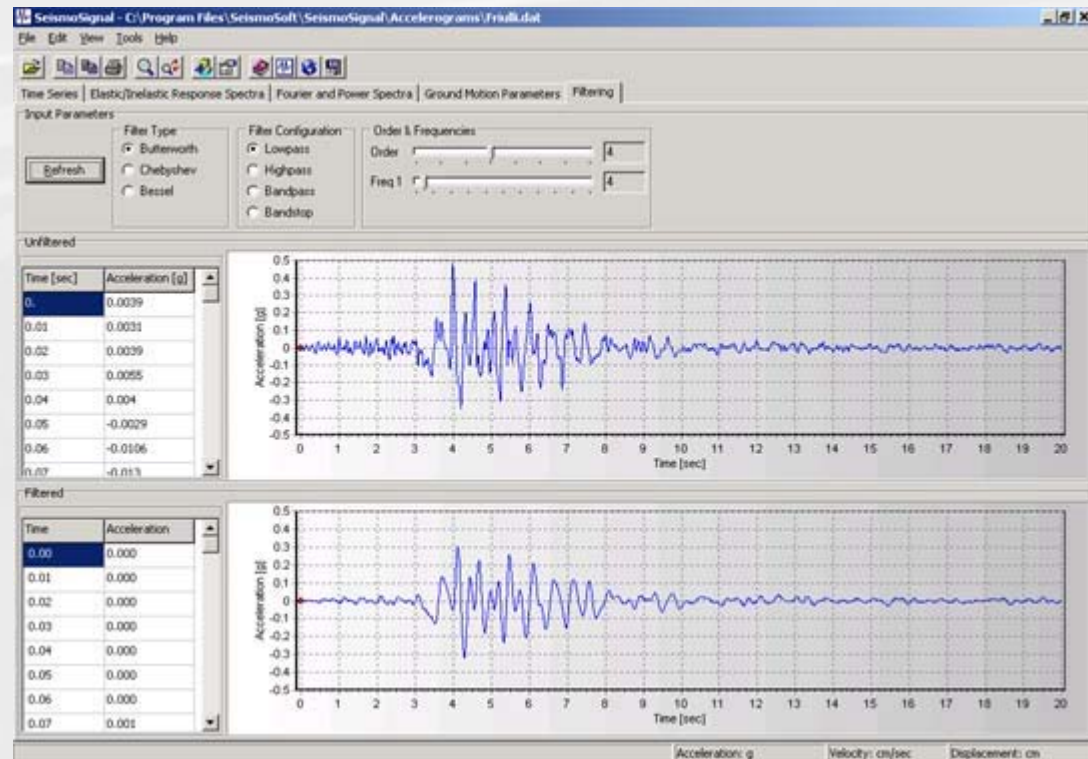 SeismoSignal - C:\Program Files\SeismoSoft\SeismoSignal\Accelerograms\Friulli.dat
File Edit View Tools Help
Time Series Elastic/Inelastic Response Spectra Fourier and Power Spectra Ground Motion Parameters Filtering
Input Parameters
Refresh
Filter Type
Butterworth
Chebyshev
Bessel
Filter Configuration
Lowpass
Highpass
Bandpass
Bandstop
Order & Frequencies
Order 4
Freq 1 4
Unfiltered
Time [sec] Acceleration [g]
0. 0.0039
0.01 0.0031
0.02 0.0039
0.03 0.0055
0.04 0.004
0.05 -0.0029
0.06 -0.0106
0.07 -0.013
Acceleration [g]
0.5
0.4
0.3
0.2
0.1
0
-0.1
-0.2
-0.3
-0.4
-0.5
0 1 2 3 4 5 6 7 8 9 10 11 12 13 14 15 16 17 18 19 20
Time [sec]
Filtered
Time Acceleration
0.00 0.000
0.01 0.000
0.02 0.000
0.03 0.000
0.04 0.000
0.05 0.000
0.06 0.000
0.07 0.001
Acceleration [g]
0.5
0.4
0.3
0.2
0.1
0
-0.1
-0.2
-0.3
-0.4
-0.5
0 1 2 3 4 5 6 7 8 9 10 11 12 13 14 15 16 17 18 19 20
Time [sec]
Acceleration: g Velocity: cm/sec Displacement: cm